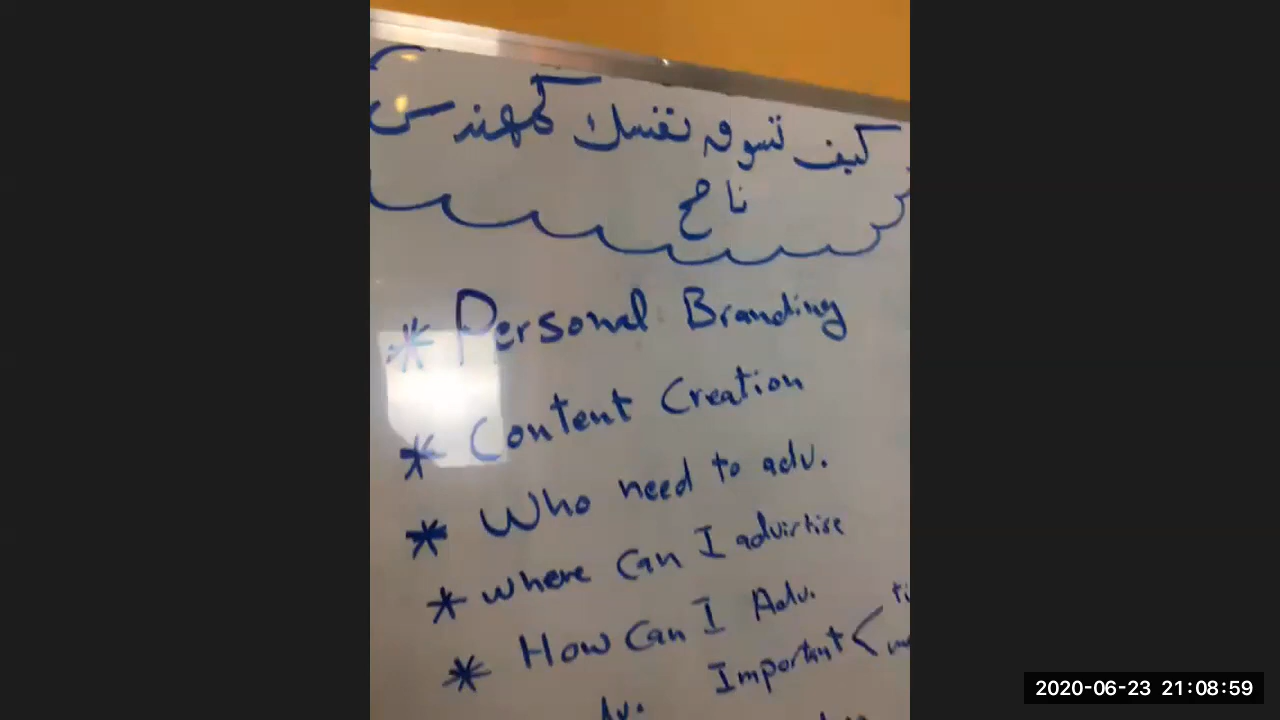 كيف تسوق نفسك كمهندس
ناجح
* Personal Branding
* Content Creation
* Who need to adv.
* where can I advirtise
* How Can I Adv.
Important <
2020-06-23 21:08:59